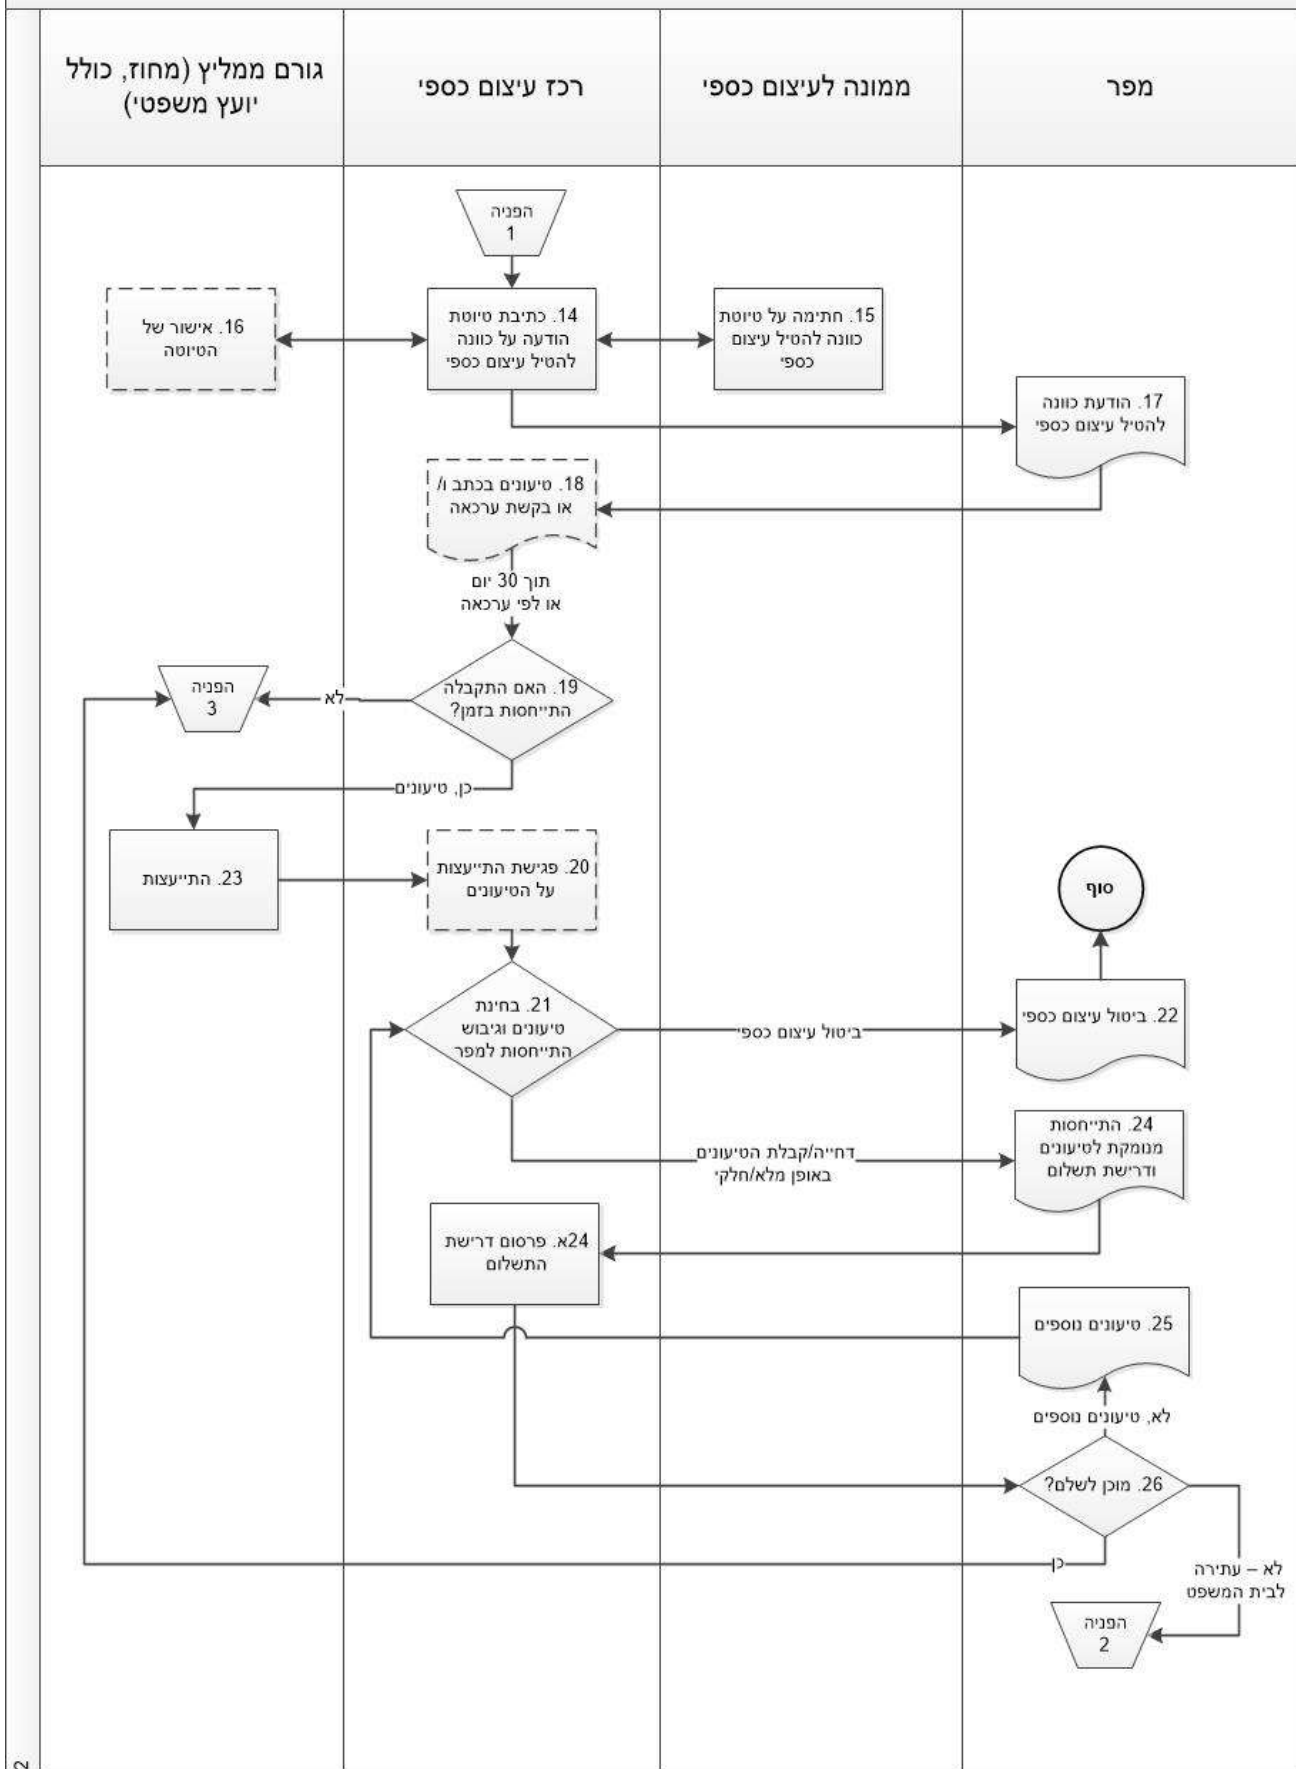 מפר
ממונה לעיצום כספי
רכז עיצום כספי
גורם ממליץ (מחוז, כולל
יועץ משפטי)
הפניה
1
14. כתיבת טיוטת
הודעה על כוונה
להטיל עיצום כספי
15. חתימה על טיוטת
כוונה להטיל עיצום
כספי
16. אישור של
הטיוטה
17. הודעת כוונה
להטיל עיצום כספי
18. טיעונים בכתב ו/
או בקשת ערכאה
תוך 30 יום
או לפי ערכאה
19. האם התקבלה
התייחסות בזמן?
לא
הפניה
3
כן, טיעונים
23. התייעצות
20. פגישת התייעצות
על הטיעונים
סוף
21. בחינת
טיעונים וגיבוש
התייחסות למפר
ביטול עיצום כספי
22. ביטול עיצום כספי
דחייה/קבלת הטיעונים
באופן מלא/חלקי
24. התייחסות
מנומקת לטיעונים
ודרישת תשלום
24א. פרסום דרישת
התשלום
25. טיעונים נוספים
לא, טיעונים נוספים
26. מוכן לשלם?
כן
לא – עתירה
לבית המשפט
הפניה
2
2